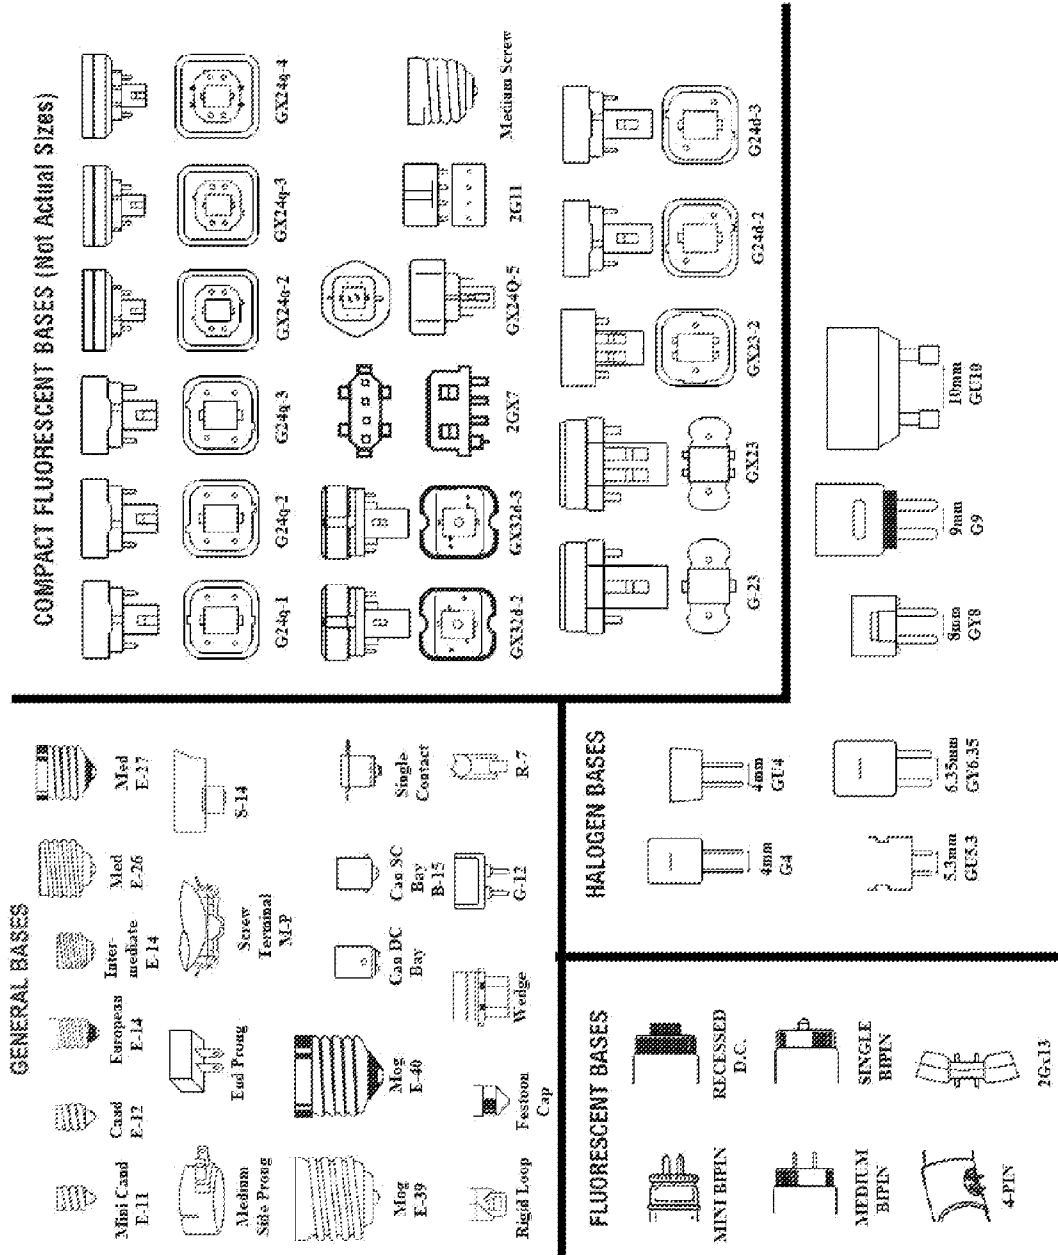 GENERAL BASES
Mini Cand
E-11
Cand
E-12
European
E-14
Inter-
mediate
E-14
Med
E-26
Med
E-27
Medium
Side Prong
End Prong
Screw
Terminal
M-P
S-14
Mog
E-39
Mog
E-40
Can DC
Bay
Can SC
Bay
B-15
Single
Contact
Rigid Loop
Festoon
Cap
Wedge
G-12
R-7
COMPACT FLUORESCENT BASES (Not Actual Sizes)
G24q-1
G24q-2
G24q-3
GX24q-2
GX24q-3
GX24q-4
GX32d-2
GX32d-3
2GX7
GX24Q-5
2G11
Medium Screw
G-23
GX23
GX23-2
G24d-2
G24d-3
FLUORESCENT BASES
MINI BIPIN
RECESSED
D.C.
MEDIUM
BIPIN
SINGLE
BIPIN
4-PIN
2Gx13
HALOGEN BASES
4mm
G4
4mm
GU4
5.3mm
GU5.3
6.35mm
GY6.35
8mm
GY8
9mm
G9
10mm
GU10